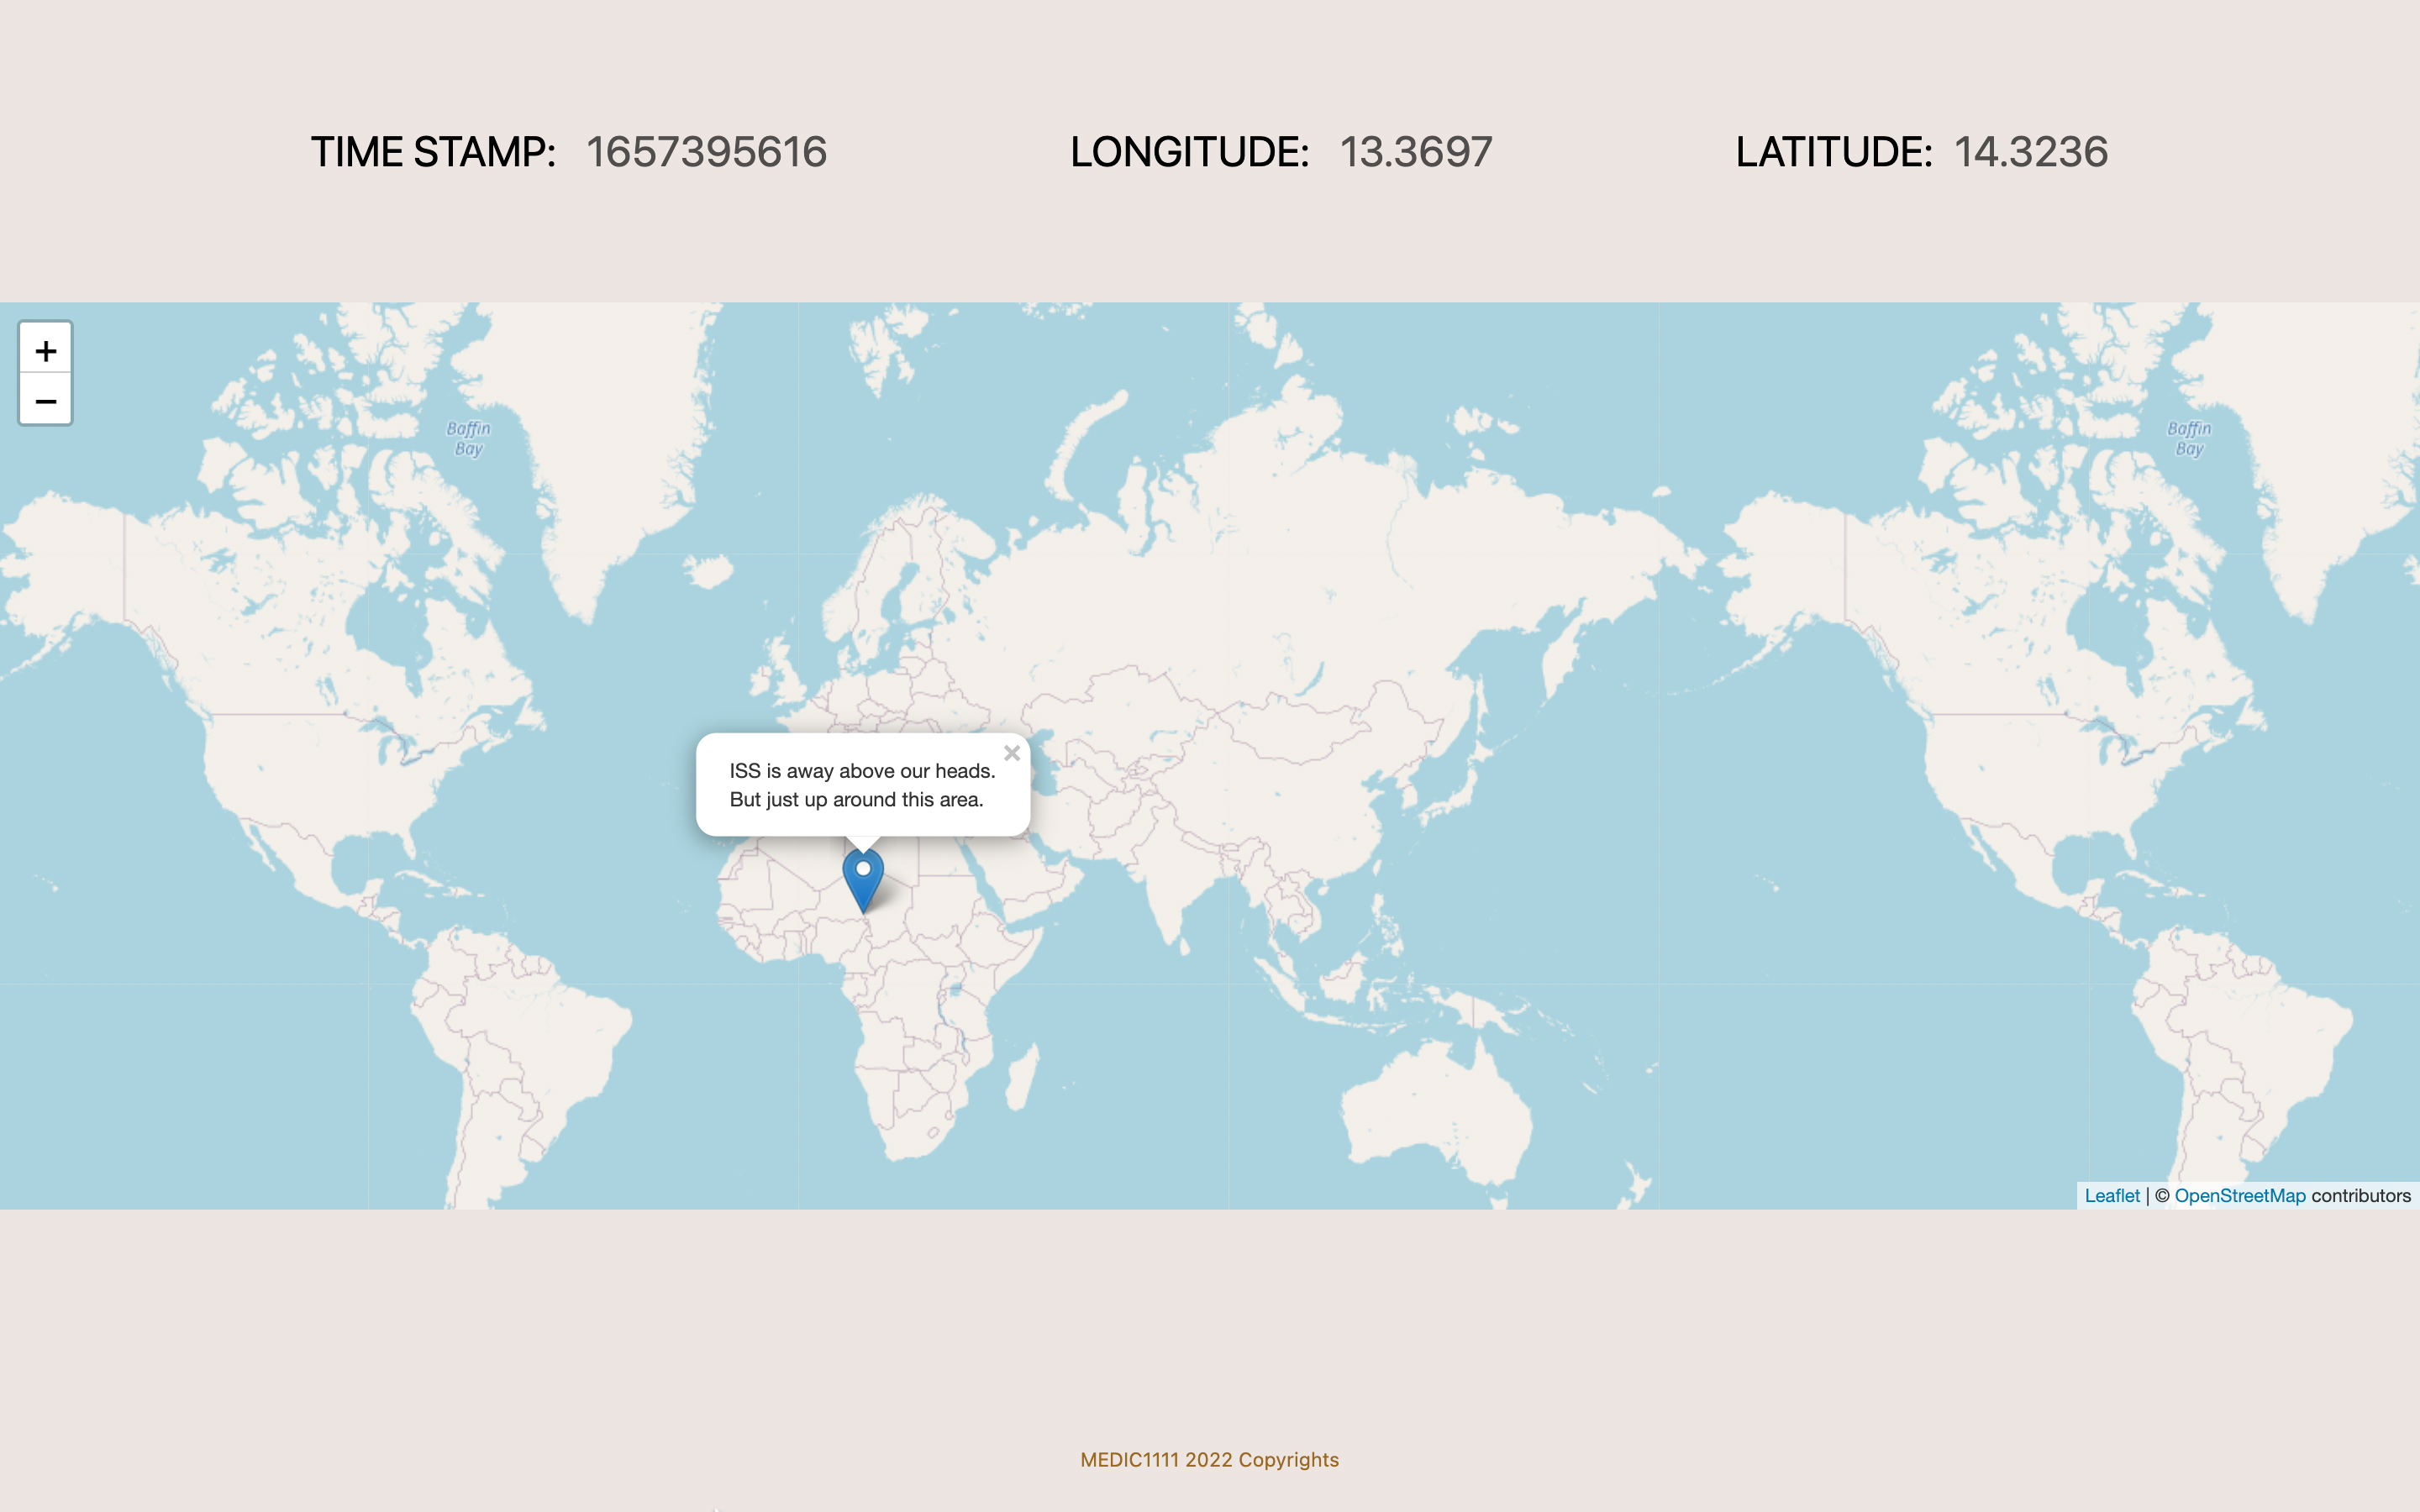 TIME STAMP: 1657395616 LONGITUDE: 13.3697 LATITUDE: 14.3236
+
−
Baffin
Bay
Baffin
Bay
ISS is away above our heads.
But just up around this area.
×
Leaflet | © OpenStreetMap contributors
MEDIC1111 2022 Copyrights